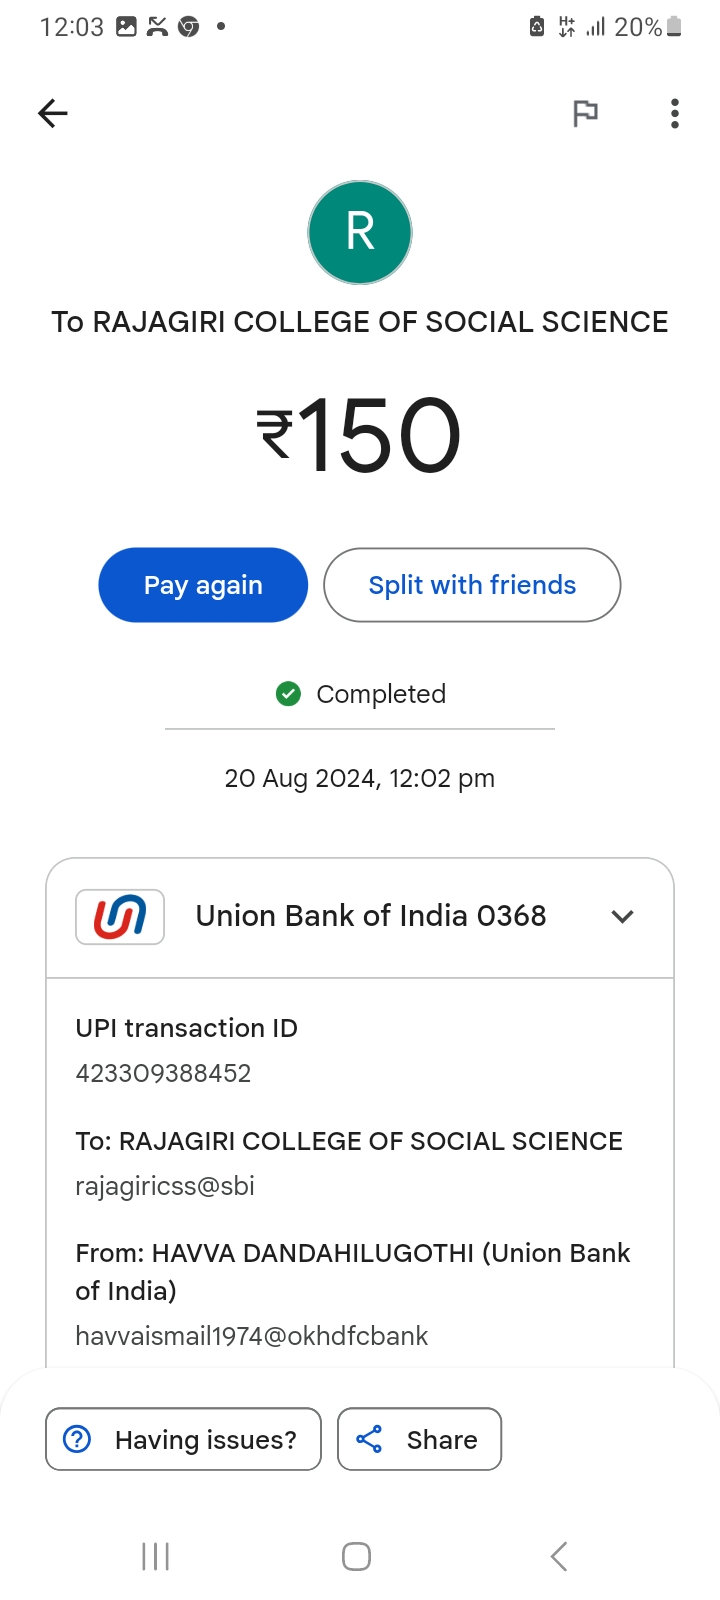 12:03
20%
R
To RAJAGIRI COLLEGE OF SOCIAL SCIENCE
₹150
Pay again
Split with friends
Completed
20 Aug 2024, 12:02 pm
Union Bank of India 0368
UPI transaction ID
423309388452
To: RAJAGIRI COLLEGE OF SOCIAL SCIENCE
rajagiricss@sbi
From: HAVVA DANDAHILUGOTHI (Union Bank
of India)
havvaismail1974@okhdfcbank
Having issues?
Share